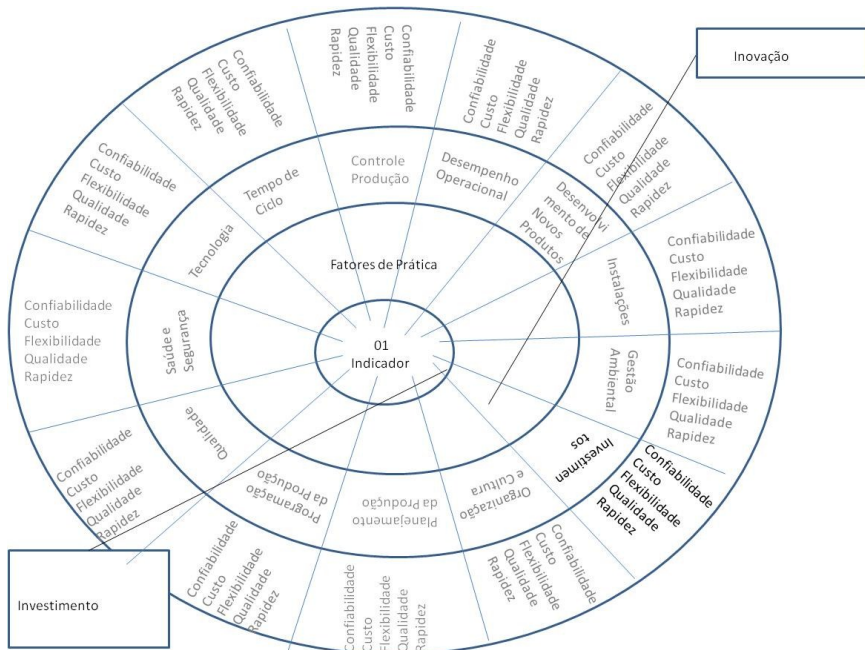 Inovação
Investimento
01
Indicador
Fatores de Prática
Controle
Produção
Desempenho
Operacional
Desenvolvi
mento de
Novos
Produtos
Instalações
Gestão
Ambiental
Investimen
tos
Organização
e Cultura
Planejamento
da Produção
Programação
da Produção
Qualidade
Saúde e
Segurança
Tecnologia
Tempo de
Ciclo
Confiabilidade
Custo
Flexibilidade
Qualidade
Rapidez
Confiabilidade
Custo
Flexibilidade
Qualidade
Rapidez
Confiabilidade
Custo
Flexibilidade
Qualidade
Rapidez
Confiabilidade
Custo
Flexibilidade
Qualidade
Rapidez
Confiabilidade
Custo
Flexibilidade
Qualidade
Rapidez
Confiabilidade
Custo
Flexibilidade
Qualidade
Rapidez
Confiabilidade
Custo
Flexibilidade
Qualidade
Rapidez
Confiabilidade
Custo
Flexibilidade
Qualidade
Rapidez
Confiabilidade
Custo
Flexibilidade
Qualidade
Rapidez
Confiabilidade
Custo
Flexibilidade
Qualidade
Rapidez
Confiabilidade
Custo
Flexibilidade
Qualidade
Rapidez
Confiabilidade
Custo
Flexibilidade
Qualidade
Rapidez
Confiabilidade
Custo
Flexibilidade
Qualidade
Rapidez